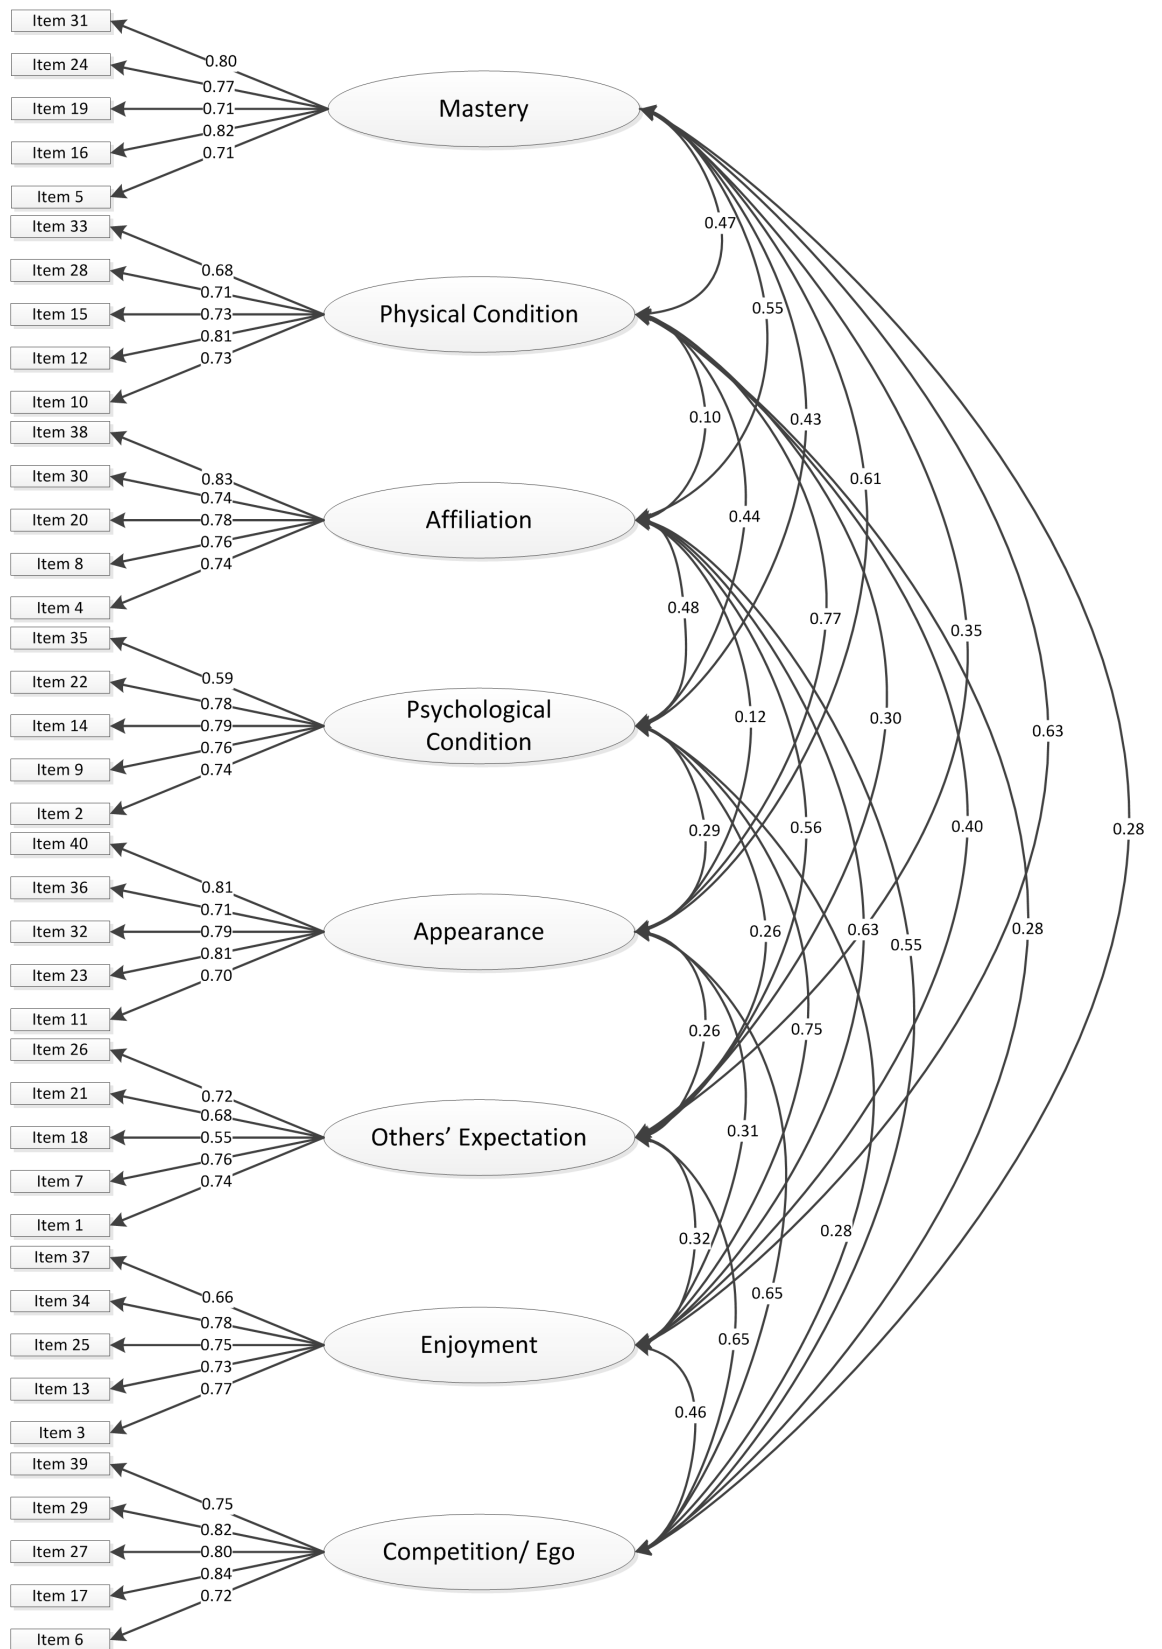 Item 31
Item 24
Item 19
Item 16
Item 5
0.80
0.77
0.71
0.82
0.71
Mastery
Item 33
Item 28
Item 15
Item 12
Item 10
0.68
0.71
0.73
0.81
0.73
Physical Condition
Item 38
Item 30
Item 20
Item 8
Item 4
0.83
0.74
0.78
0.76
0.74
Affiliation
Item 35
Item 22
Item 14
Item 9
Item 2
0.59
0.78
0.79
0.76
0.74
Psychological
Condition
Item 40
Item 36
Item 32
Item 23
Item 11
0.81
0.71
0.79
0.81
0.70
Appearance
Item 26
Item 21
Item 18
Item 7
Item 1
0.72
0.68
0.55
0.76
0.74
Others’ Expectation
Item 37
Item 34
Item 25
Item 13
Item 3
0.66
0.78
0.75
0.73
0.77
Enjoyment
Item 39
Item 29
Item 27
Item 17
Item 6
0.75
0.82
0.80
0.84
0.72
Competition/ Ego
0.47
0.55
0.10
0.43
0.61
0.44
0.48
0.77
0.35
0.12
0.30
0.63
0.29
0.56
0.40
0.28
0.26
0.63
0.55
0.28
0.26
0.75
0.31
0.32
0.28
0.65
0.65
0.46